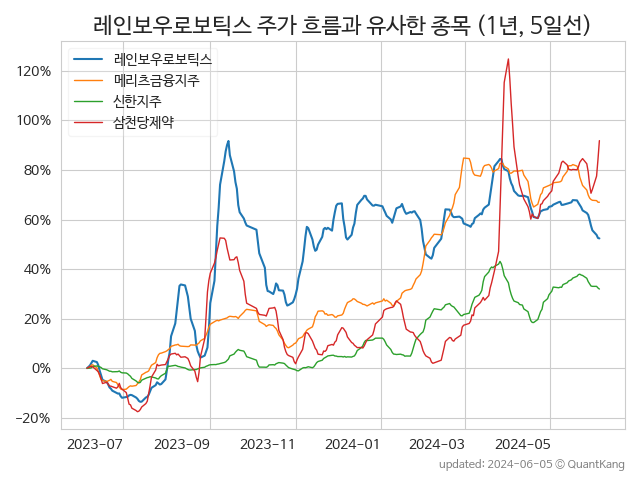 레인보우로보틱스 주가 흐름과 유사한 종목 (1년, 5일선)
레인보우로보틱스
메리츠금융지주
신한지주
삼천당제약
120%
100%
80%
60%
40%
20%
0%
−20%
2023-07 2023-09 2023-11 2024-01 2024-03 2024-05
updated: 2024-06-05 © QuantKang